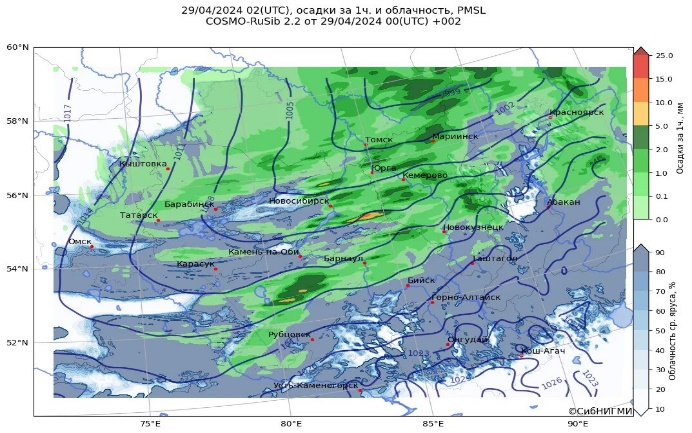 29/04/2024 02(UTC), осадки за 1ч. и облачность, PMSL
COSMO-RuSib 2.2 от 29/04/2024 00(UTC) +002
60°N
58°N
56°N
54°N
52°N
75°E
80°E
85°E
90°E
1017
1005
1002
Красноярск
Томск
Мариинск
Кыштовка
Юрга
Кемерово
Барабинск
Новосибирск
Абакан
Татарск
Омск
Новокузнецк
Камень на Оби
Карасук
Барнаул
Таштагол
Бийск
Горно-Алтайск
Рубцовск
Онгудай
Кош-Агач
1023
1029
1026
1023
Усть-Каменогорск
©СибНИГМИ
25.0
15.0
10.0
5.0
2.0
1.0
0.1
0.0
Осадки за 1ч., мм
90
80
70
60
50
40
30
20
10
Облачность ср. яруса, %